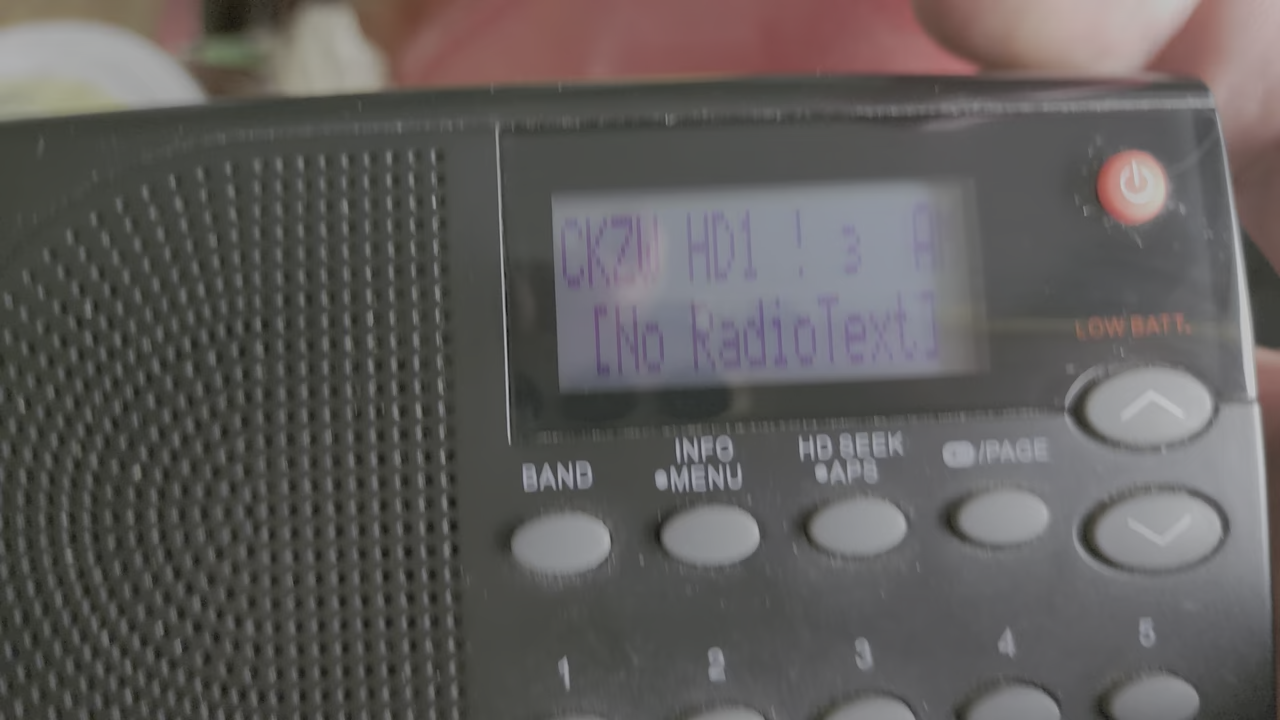 CKZW HD1 ! 3 A
[No RadioText]
LOW BATT.
INFO HD SEEK
BAND •MENU •APS /PAGE
1 2 3 4 5